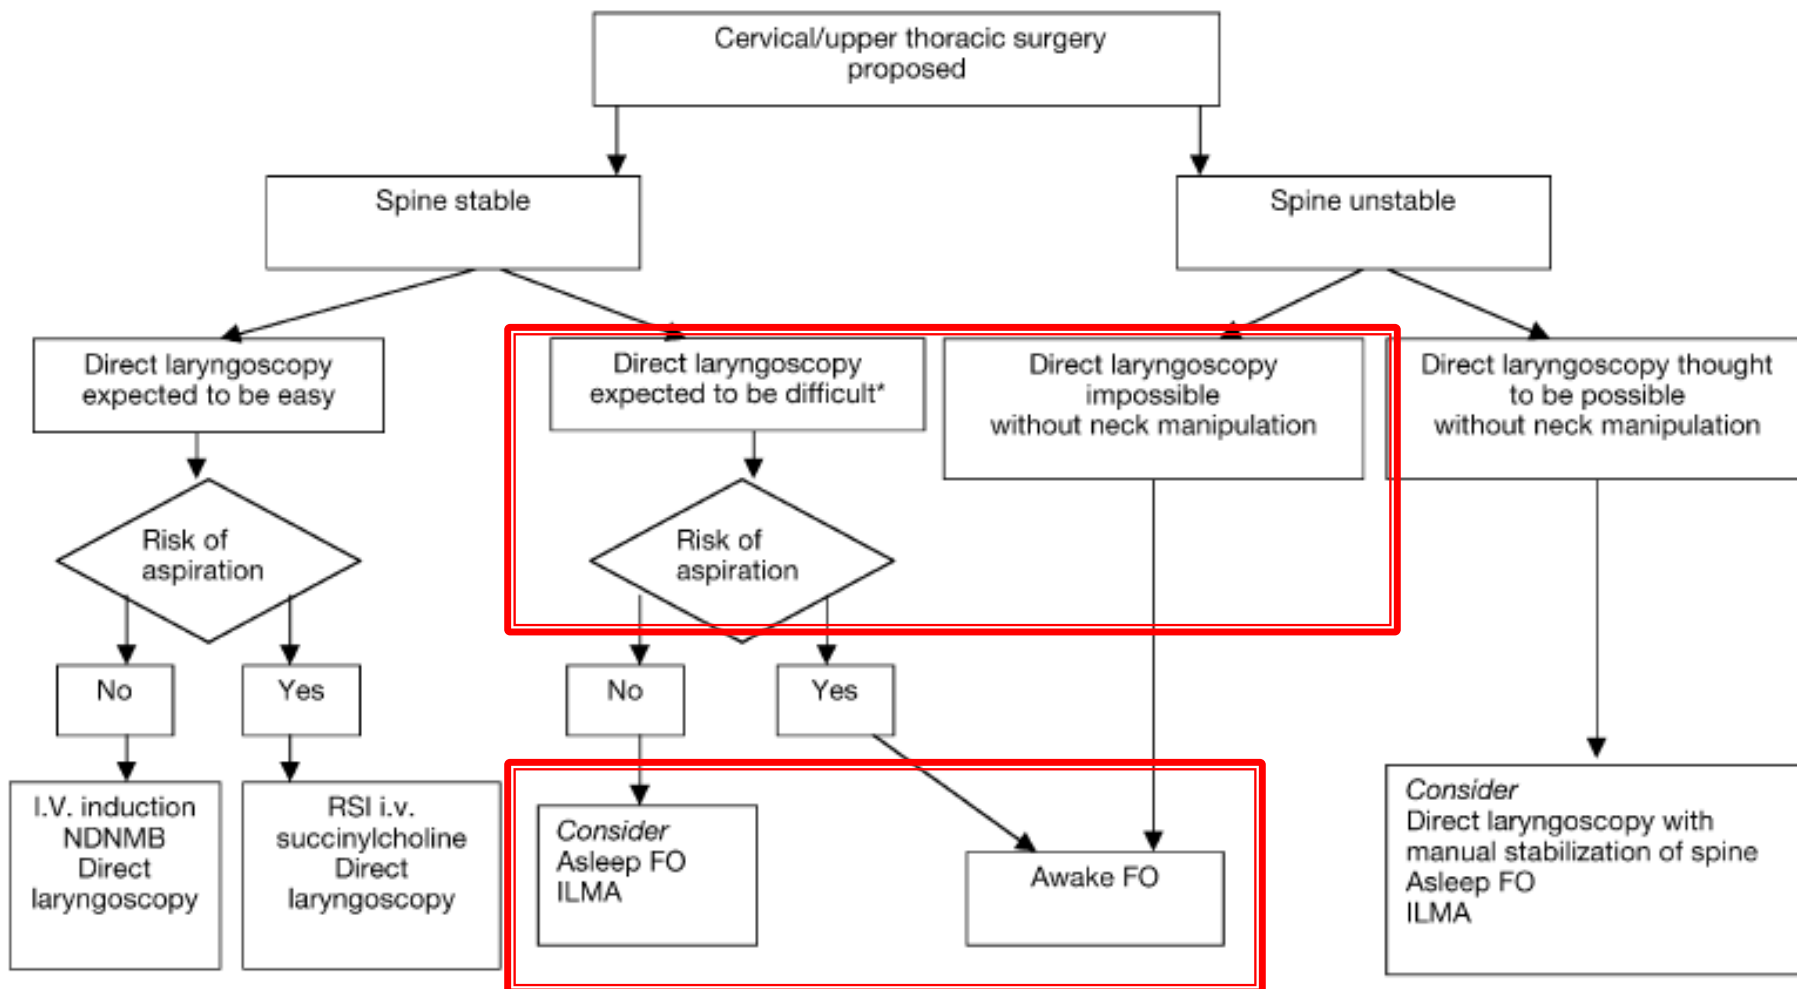 Cervical/upper thoracic surgery
proposed
Spine stable
Spine unstable
Direct laryngoscopy
expected to be easy
Direct laryngoscopy
expected to be difficult*
Direct laryngoscopy
impossible
without neck manipulation
Direct laryngoscopy thought
to be possible
without neck manipulation
Risk of
aspiration
Risk of
aspiration
No
Yes
No
Yes
I.V. induction
NDNMB
Direct
laryngoscopy
RSI i.v.
succinylcholine
Direct
laryngoscopy
Consider
Asleep FO
ILMA
Awake FO
Consider
Direct laryngoscopy with
manual stabilization of spine
Asleep FO
ILMA